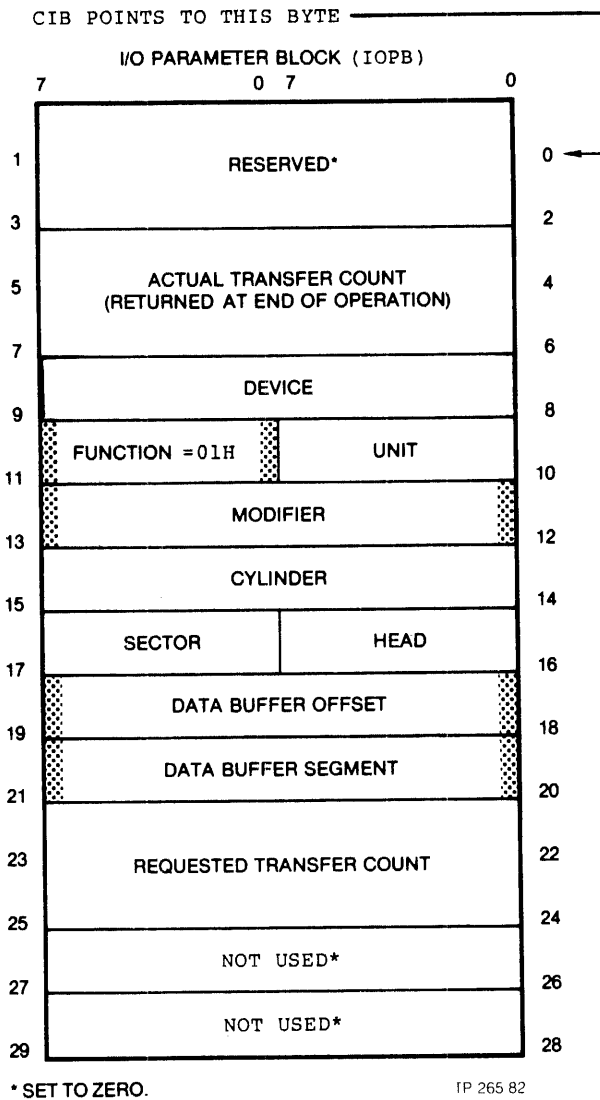 CIB POINTS TO THIS BYTE
I/O PARAMETER BLOCK (IOPB)
7 0 7 0
1 RESERVED* 0
3 2
5 ACTUAL TRANSFER COUNT 4
(RETURNED AT END OF OPERATION)
7 6
DEVICE
9 8
FUNCTION =01H UNIT
11 10
MODIFIER
13 12
CYLINDER
15 14
SECTOR HEAD
17 16
DATA BUFFER OFFSET
19 18
DATA BUFFER SEGMENT
21 20
23 REQUESTED TRANSFER COUNT 22
25 24
NOT USED*
27 26
NOT USED*
29 28
* SET TO ZERO. TP 265 82